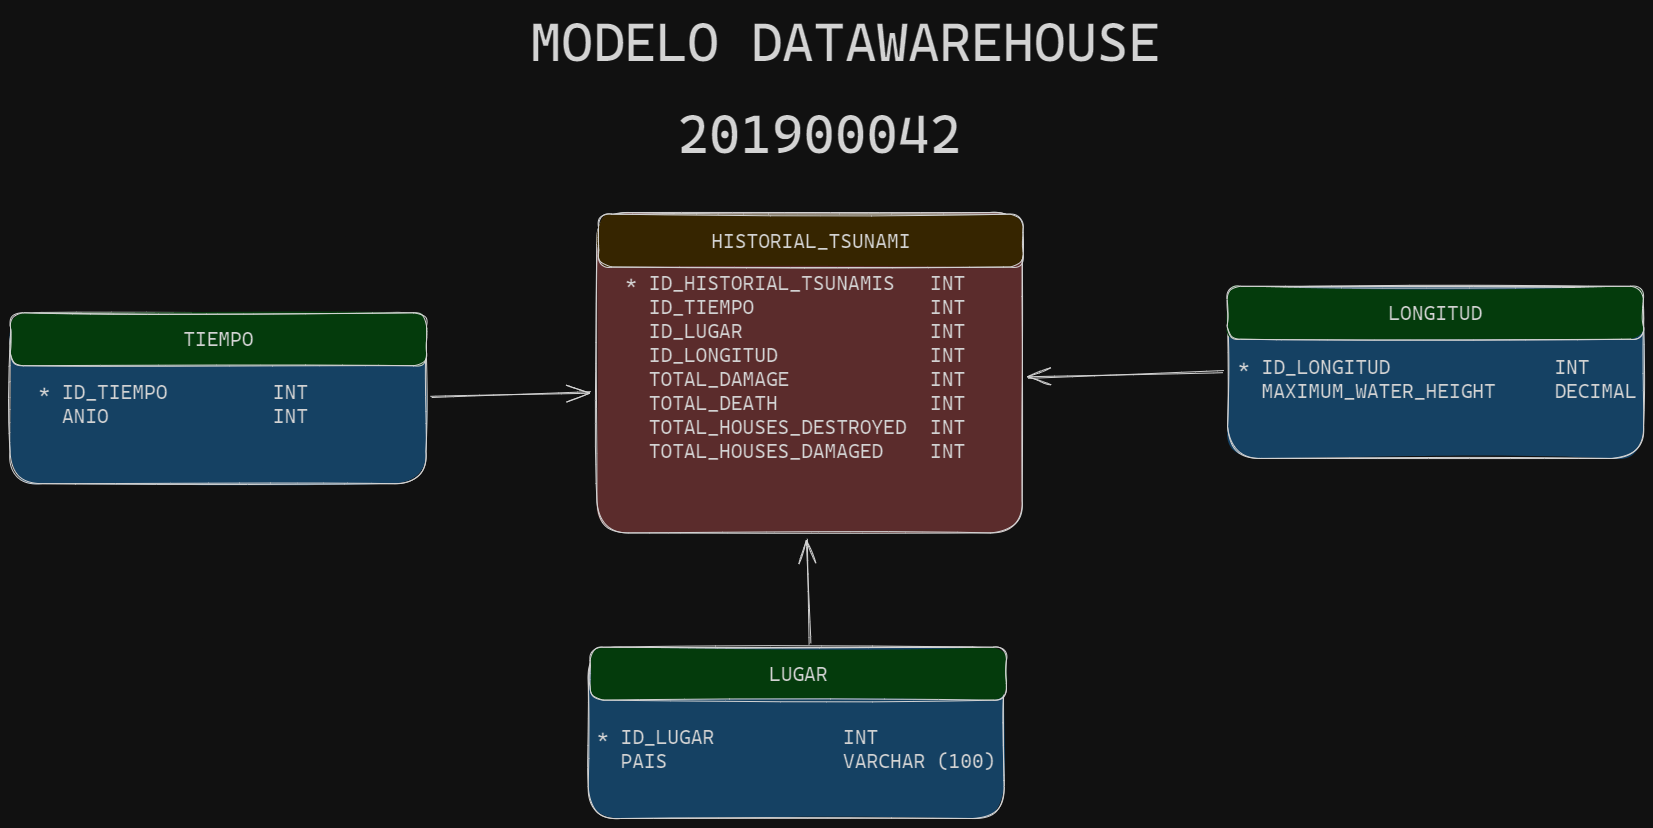 MODELO DATAWAREHOUSE
201900042
HISTORIAL_TSUNAMI
* ID_HISTORIAL_TSUNAMIS INT
ID_TIEMPO INT
ID_LUGAR INT
ID_LONGITUD INT
TOTAL_DAMAGE INT
TOTAL_DEATH INT
TOTAL_HOUSES_DESTROYED INT
TOTAL_HOUSES_DAMAGED INT
TIEMPO
* ID_TIEMPO INT
ANIO INT
LONGITUD
* ID_LONGITUD INT
MAXIMUM_WATER_HEIGHT DECIMAL
LUGAR
* ID_LUGAR INT
PAIS VARCHAR (100)